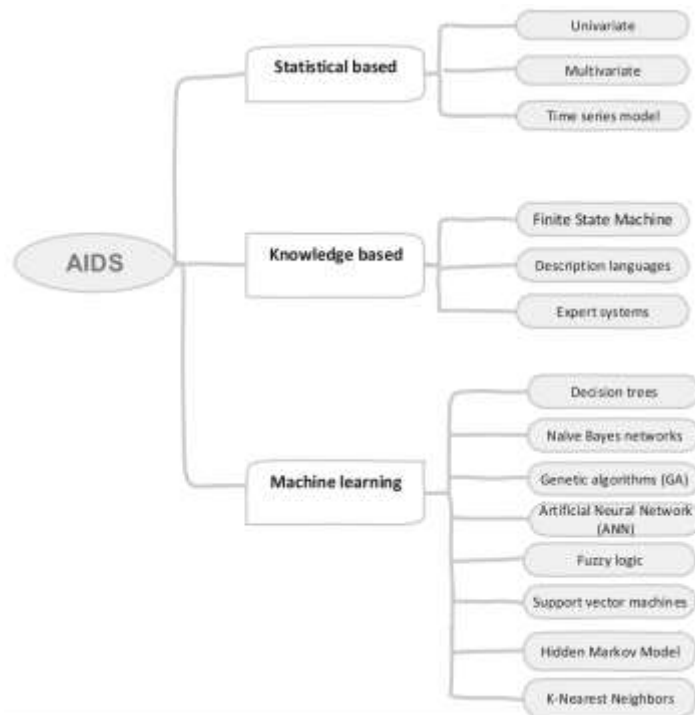 AIDS
Statistical based
Univariate
Multivariate
Time series model
Knowledge based
Finite State Machine
Description languages
Expert systems
Machine learning
Decision trees
Naïve Bayes networks
Genetic algorithms (GA)
Artificial Neural Network
(ANN)
Fuzzy logic
Support vector machines
Hidden Markov Model
K-Nearest Neighbors